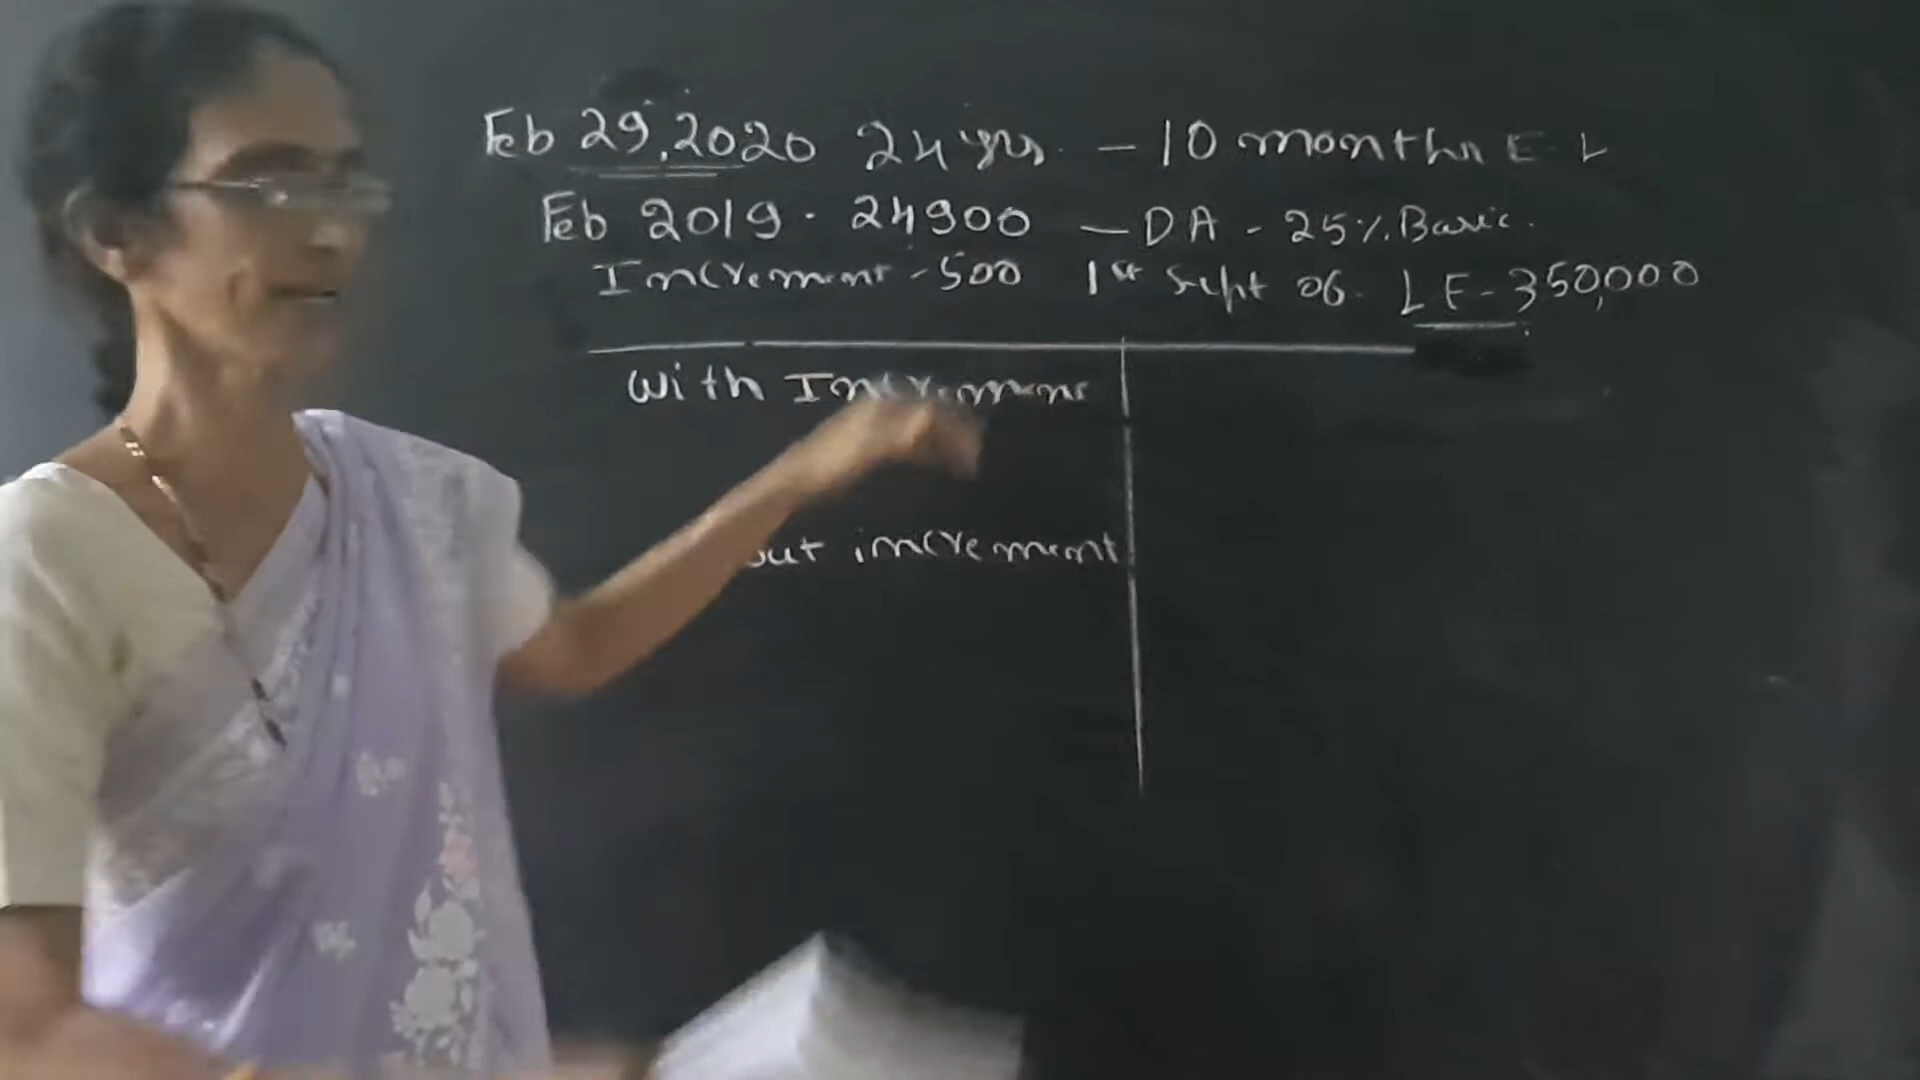 Feb 29, 2020 24 yrs. - 10 months E.L
Feb 2019 - 24900 - DA - 25% Basic.
Increment - 500 1st Sept 06. LE - 350,000
With Increment
out increment